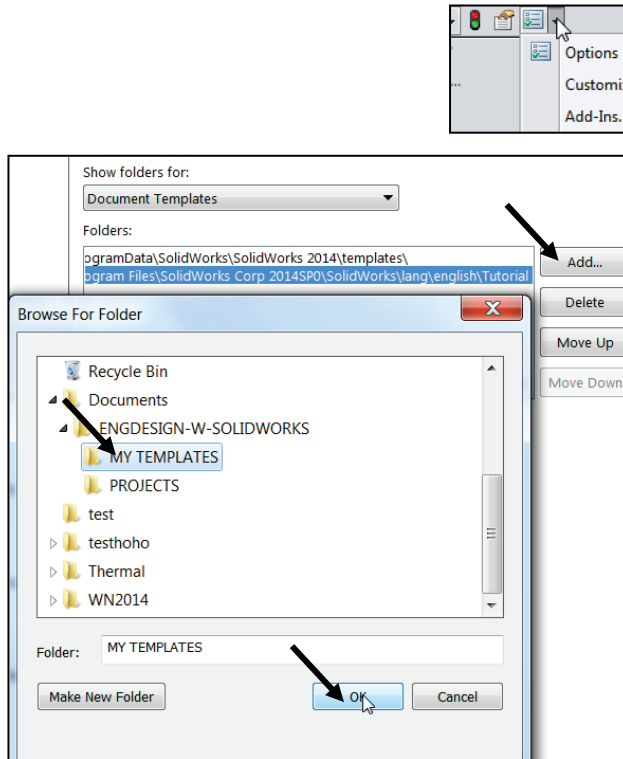 Options
Customiz
Add-Ins..
Show folders for:
Document Templates
Folders:
ogramData\SolidWorks\SolidWorks 2014\templates\
ogram Files\SolidWorks Corp 2014SP0\SolidWorks\lang\english\Tutorial
Add...
Delete
Move Up
Move Down
Browse For Folder
Recycle Bin
Documents
ENGDESIGN-W-SOLIDWORKS
MY TEMPLATES
PROJECTS
test
testhoho
Thermal
WN2014
Folder: MY TEMPLATES
Make New Folder
OK
Cancel